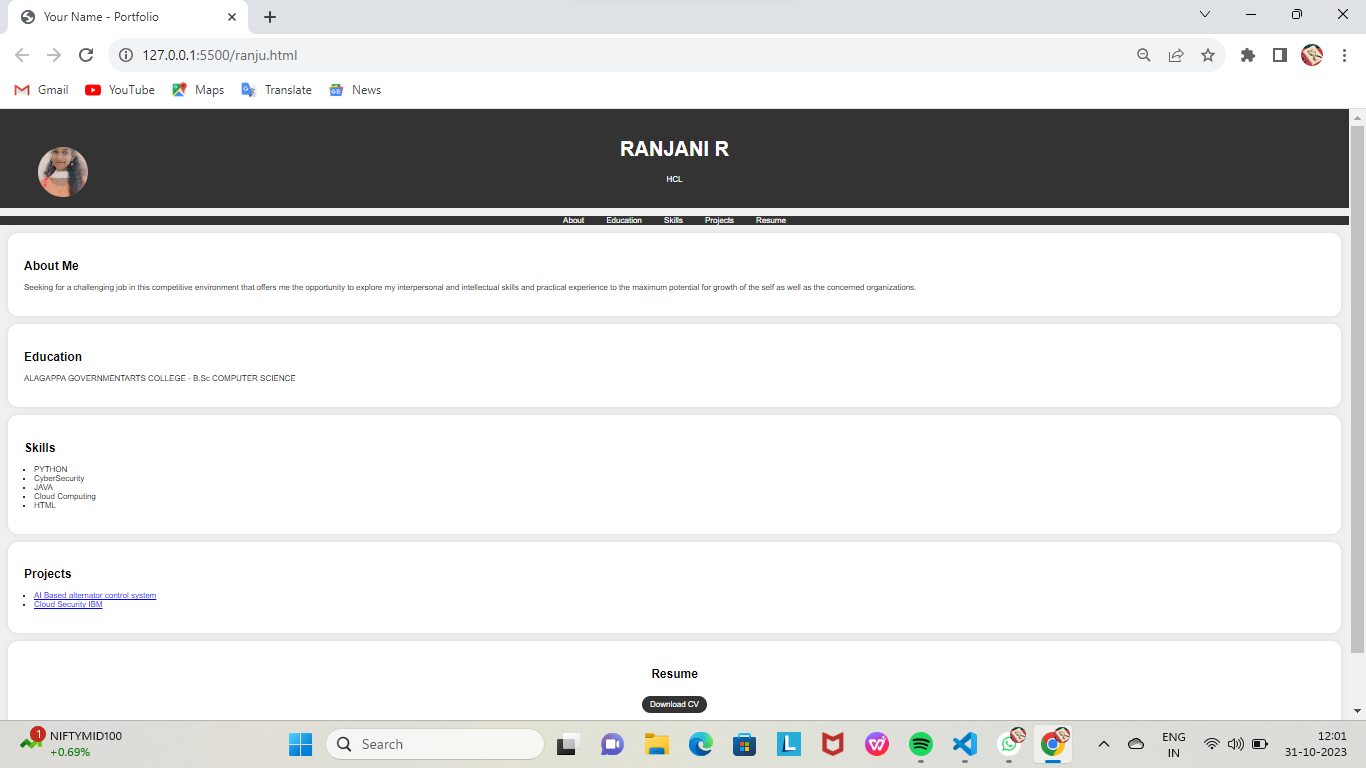 Your Name - Portfolio
127.0.0.1:5500/ranju.html
Gmail YouTube Maps Translate News
RANJANI R
HCL
About Education Skills Projects Resume
About Me
Seeking for a challenging job in this competitive environment that offers me the opportunity to explore my interpersonal and intellectual skills and practical experience to the maximum potential for growth of the self as well as the concerned organizations.
Education
ALAGAPPA GOVERNMENTARTS COLLEGE - B.Sc COMPUTER SCIENCE
Skills
PYTHON
CyberSecurity
JAVA
Cloud Computing
HTML
Projects
AI Based alternator control system
Cloud Security IBM
Resume
Download CV
1
NIFTYMID100
+0.69%
Search
L
ENG
IN
12:01
31-10-2023